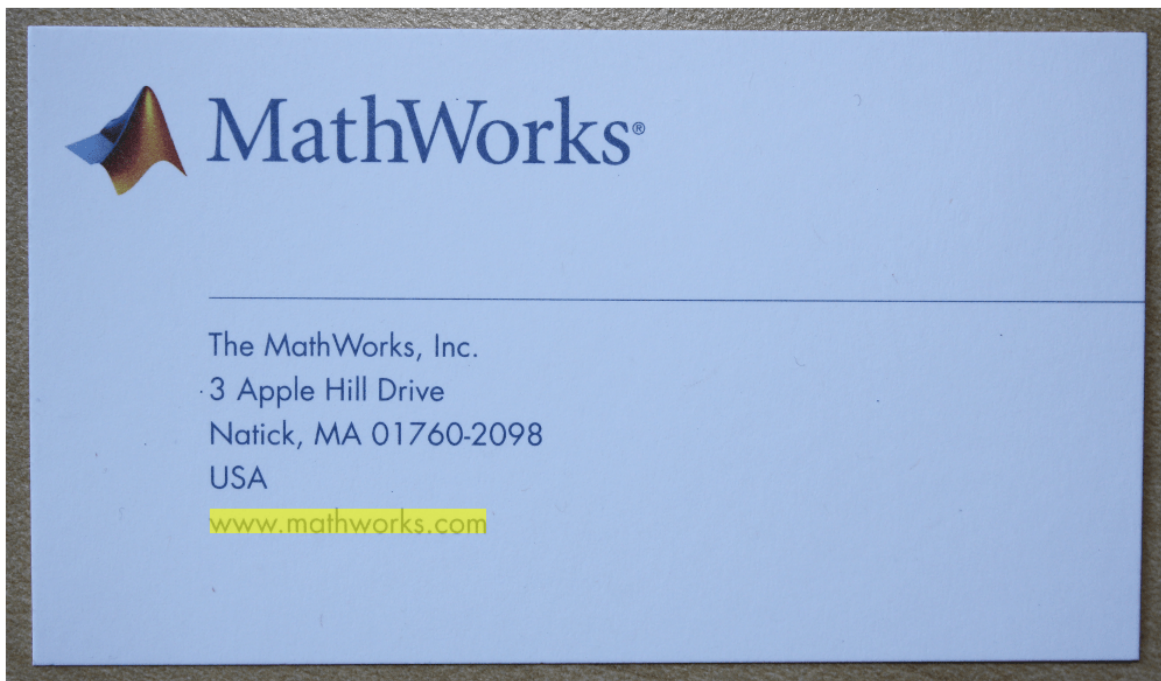 MathWorks®
The MathWorks, Inc.
3 Apple Hill Drive
Natick, MA 01760-2098
USA
www.mathworks.com